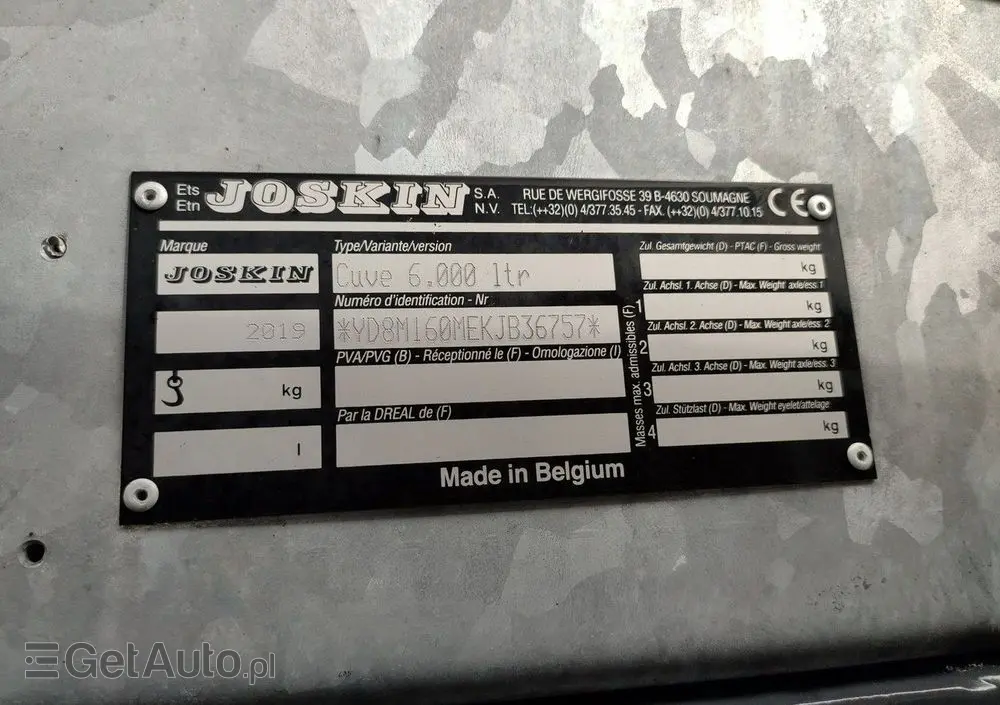 Ets
Etn
JOSKIN
S.A.
N.V.
RUE DE WERGIFOSSE 39 B-4630 SOUMAGNE
TEL:(++32)(0) 4/377.35.45 - FAX. (++32)(0) 4/377.10.15
CE
Marque
JOSKIN
2019
kg
l
Type/Variante/version
Cuve 6.000 ltr
Numéro d'identification - Nr
*YD8M160MEKJB36757*
PVA/PVG (B) - Réceptionné le (F) - Omologazione (I)
Par la DREAL de (F)
Masses max. admissibles (F)
Zul. Gesamtgewicht (D) - PTAC (F) - Gross weight
kg
Zul. Achsl. 1. Achse (D) - Max. Weight axle/ess. 1
1 kg
Zul. Achsl. 2. Achse (D) - Max. Weight axle/ess. 2
2 kg
Zul. Achsl. 3. Achse (D) - Max. Weight axle/ess. 3
3 kg
Zul. Stützlast (D) - Max. Weight eyelet/attelage
4 kg
Made in Belgium
GetAuto.pl